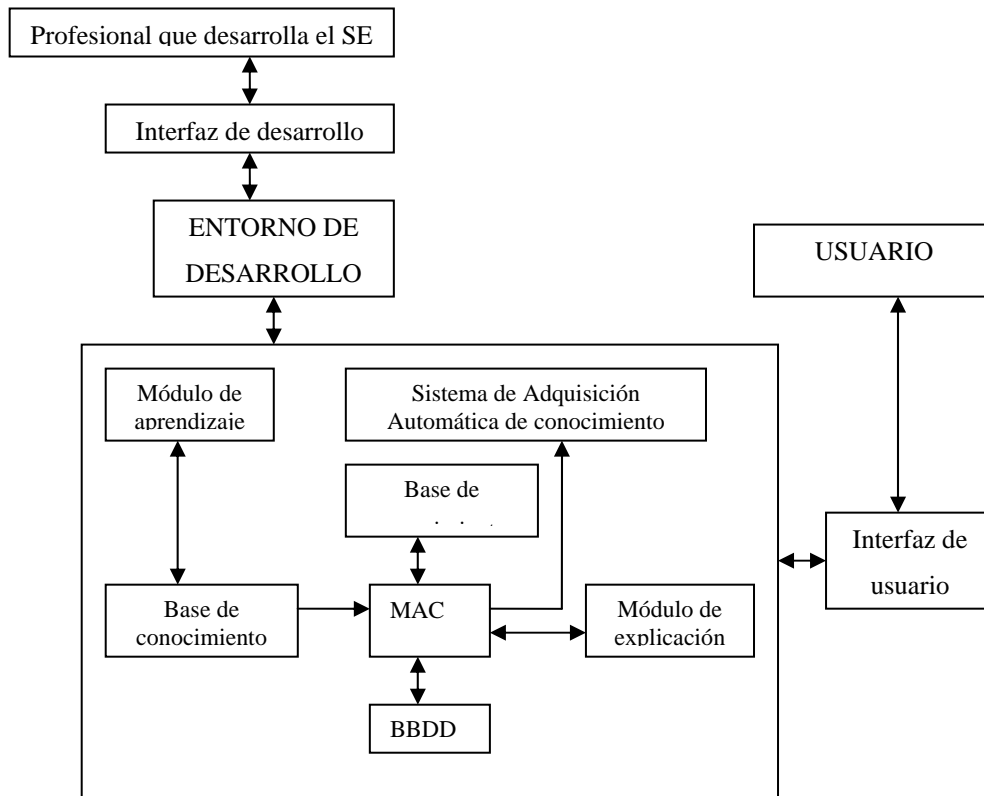 Profesional que desarrolla el SE
Interfaz de desarrollo
ENTORNO DE
DESARROLLO
USUARIO
Módulo de
aprendizaje
Sistema de Adquisición
Automática de conocimiento
Base de
Interfaz de
usuario
Base de
conocimiento
MAC
Módulo de
explicación
BBDD